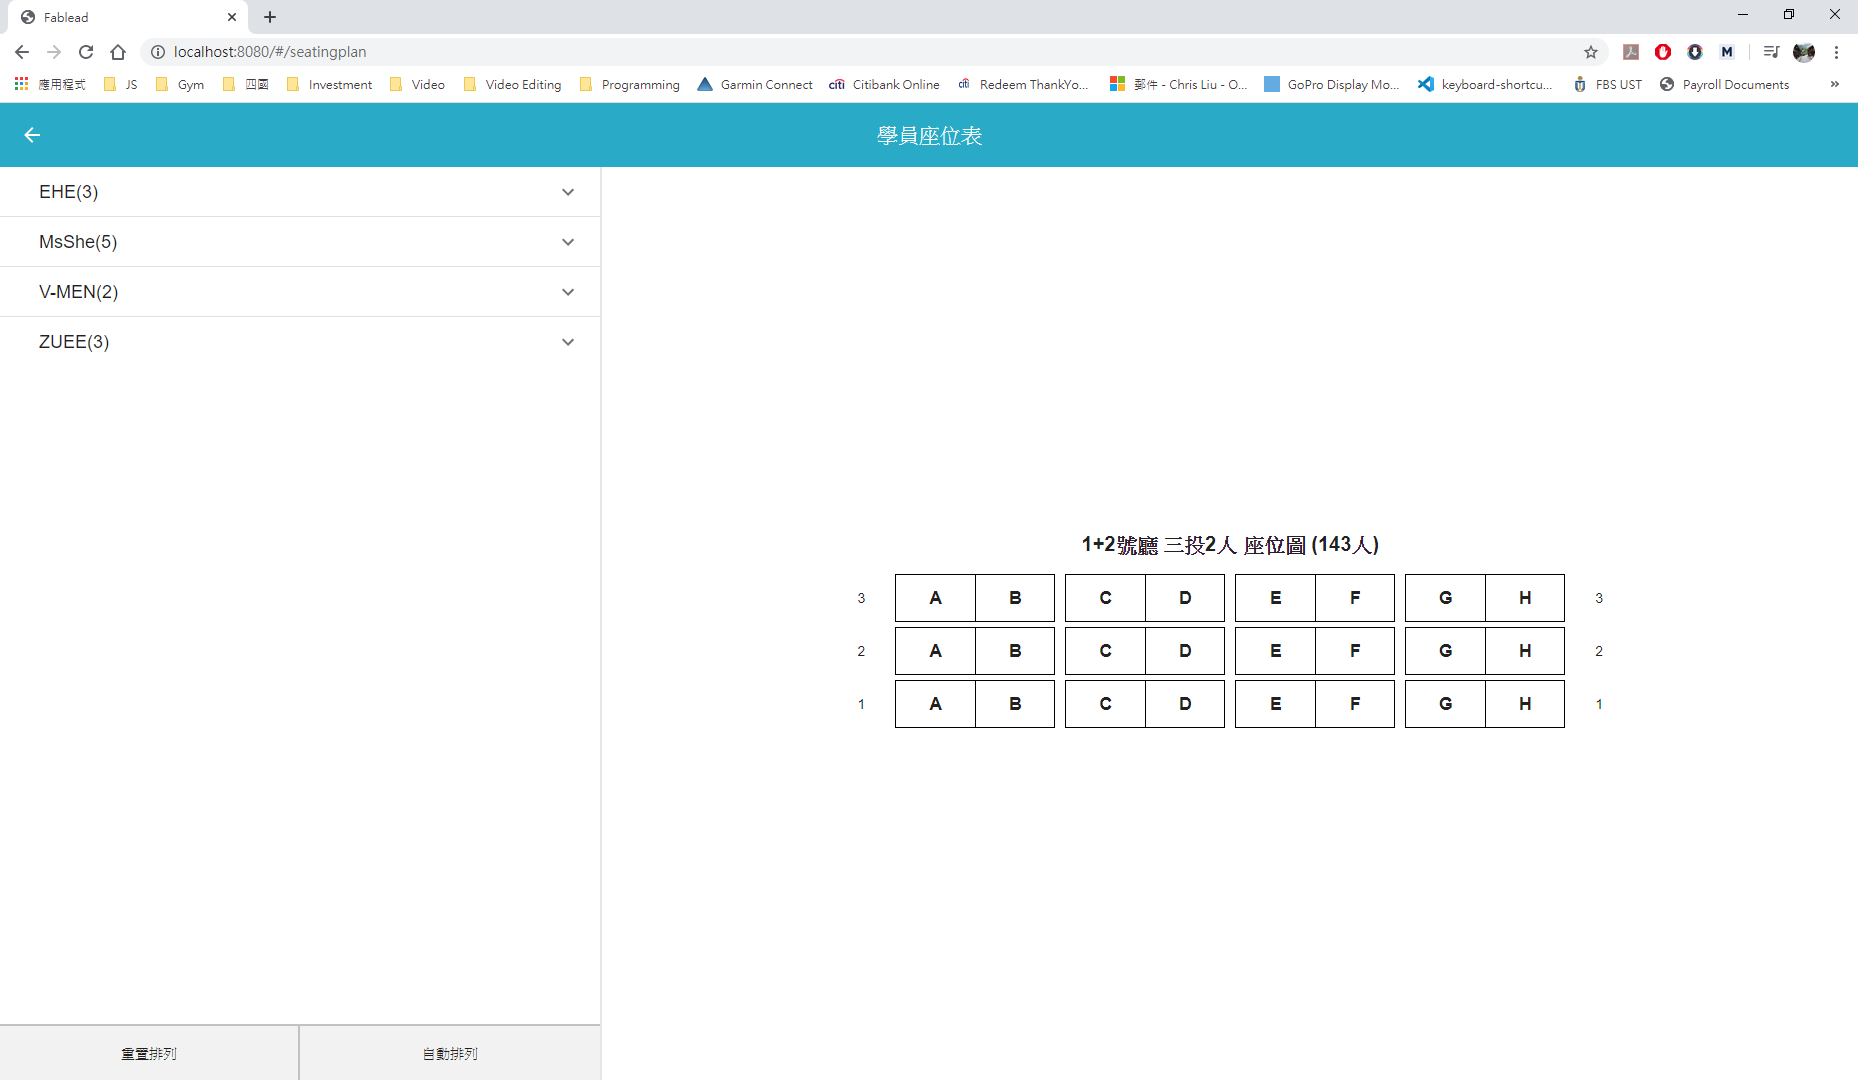 Fablead
localhost:8080/#/seatingplan
應用程式 JS Gym 四國 Investment Video Video Editing Programming Garmin Connect Citibank Online Redeem ThankYo... 郵件 - Chris Liu - O... GoPro Display Mo... keyboard-shortcu... FBS UST Payroll Documents »
學員座位表
EHE(3)
MsShe(5)
V-MEN(2)
ZUEE(3)
1+2號廳 三投2人 座位圖 (143人)
3 A B C D E F G H 3
2 A B C D E F G H 2
1 A B C D E F G H 1
重置排列 自動排列